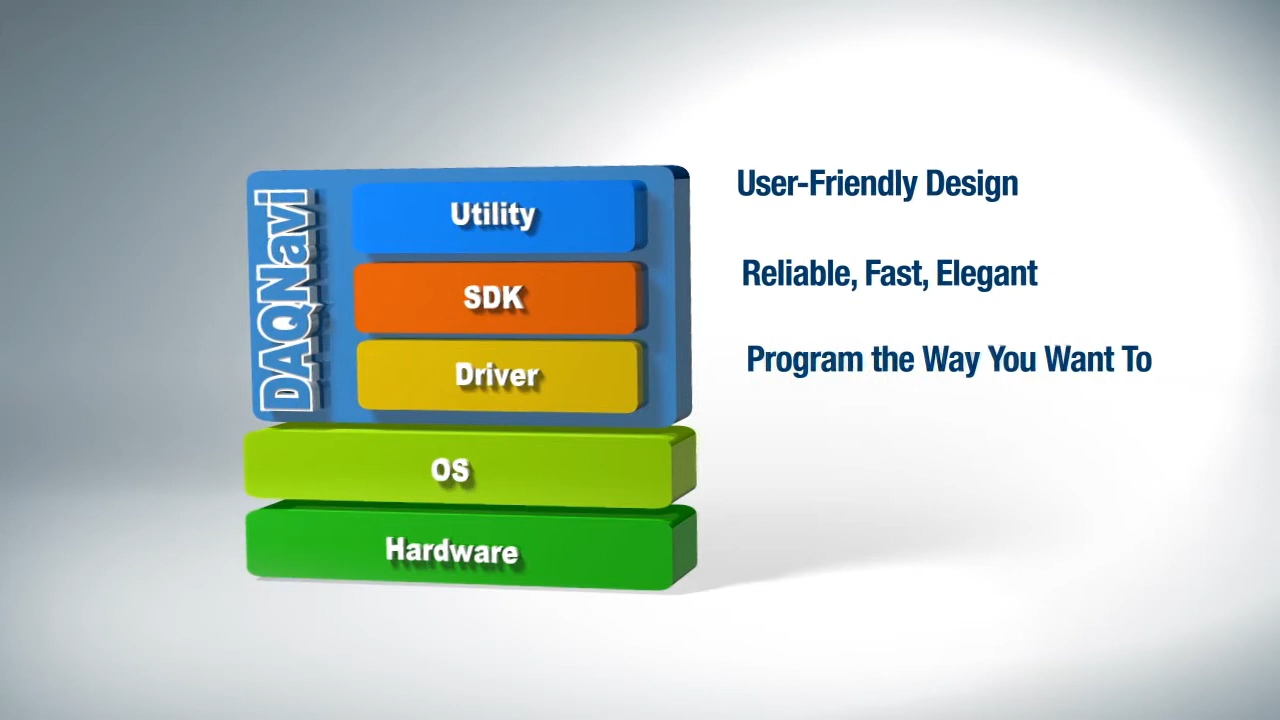 DAQNavi
Utility
SDK
Driver
OS
Hardware
User-Friendly Design
Reliable, Fast, Elegant
Program the Way You Want To